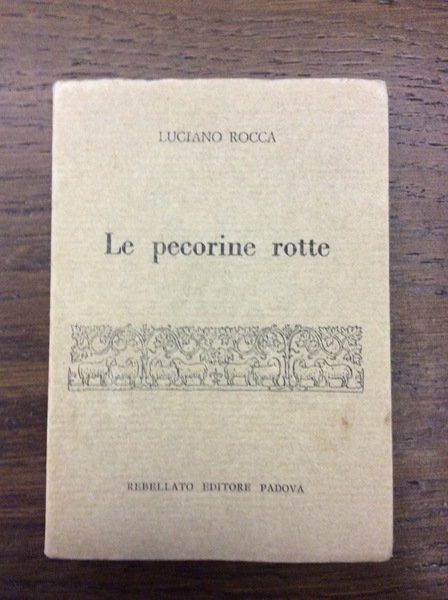 LUCIANO ROCCA
Le pecorine rotte
REBELLATO EDITORE PADOVA